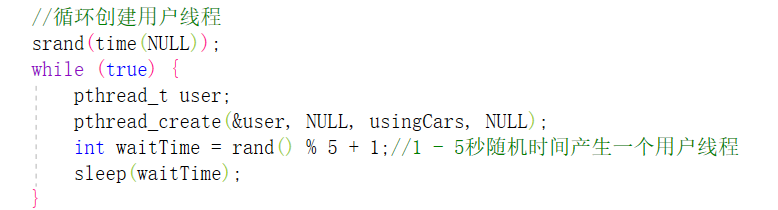 //循环创建用户线程
srand(time(NULL));
while (true) {
pthread_t user;
pthread_create(&user, NULL, usingCars, NULL);
int waitTime = rand() % 5 + 1;//1 - 5秒随机时间产生一个用户线程
sleep(waitTime);
}